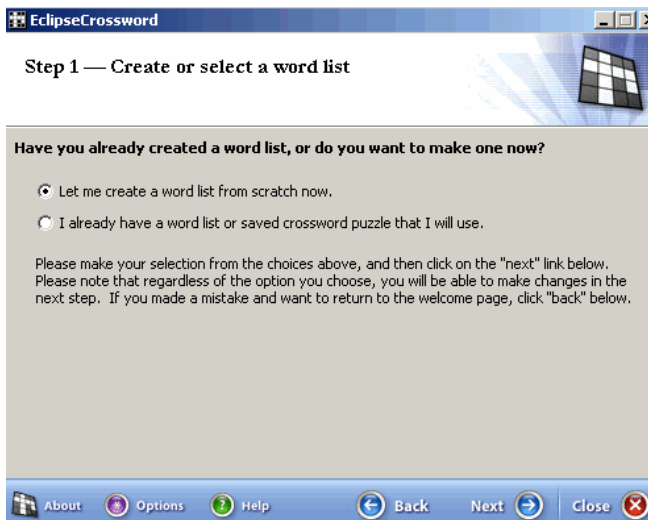 EclipseCrossword
Step 1 — Create or select a word list
Have you already created a word list, or do you want to make one now?
Let me create a word list from scratch now.
I already have a word list or saved crossword puzzle that I will use.
Please make your selection from the choices above, and then click on the "next" link below.
Please note that regardless of the option you choose, you will be able to make changes in the
next step. If you made a mistake and want to return to the welcome page, click "back" below.
About Options Help Back Next Close